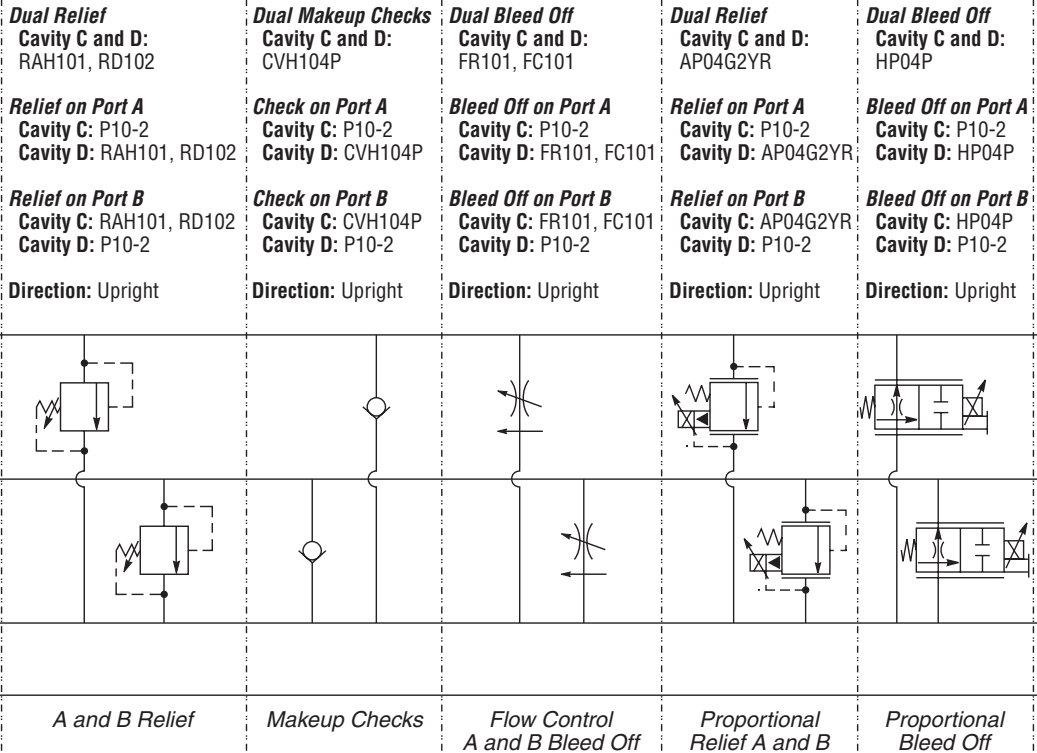 Dual Relief
Cavity C and D:
RAH101, RD102
Relief on Port A
Cavity C: P10-2
Cavity D: RAH101, RD102
Relief on Port B
Cavity C: RAH101, RD102
Cavity D: P10-2
Direction: Upright
Dual Makeup Checks
Cavity C and D:
CVH104P
Check on Port A
Cavity C: P10-2
Cavity D: CVH104P
Check on Port B
Cavity C: CVH104P
Cavity D: P10-2
Direction: Upright
Dual Bleed Off
Cavity C and D:
FR101, FC101
Bleed Off on Port A
Cavity C: P10-2
Cavity D: FR101, FC101
Bleed Off on Port B
Cavity C: FR101, FC101
Cavity D: P10-2
Direction: Upright
Dual Relief
Cavity C and D:
AP04G2YR
Relief on Port A
Cavity C: P10-2
Cavity D: AP04G2YR
Relief on Port B
Cavity C: AP04G2YR
Cavity D: P10-2
Direction: Upright
Dual Bleed Off
Cavity C and D:
HP04P
Bleed Off on Port A
Cavity C: P10-2
Cavity D: HP04P
Bleed Off on Port B
Cavity C: HP04P
Cavity D: P10-2
Direction: Upright
A and B Relief
Makeup Checks
Flow Control
A and B Bleed Off
Proportional
Relief A and B
Proportional
Bleed Off